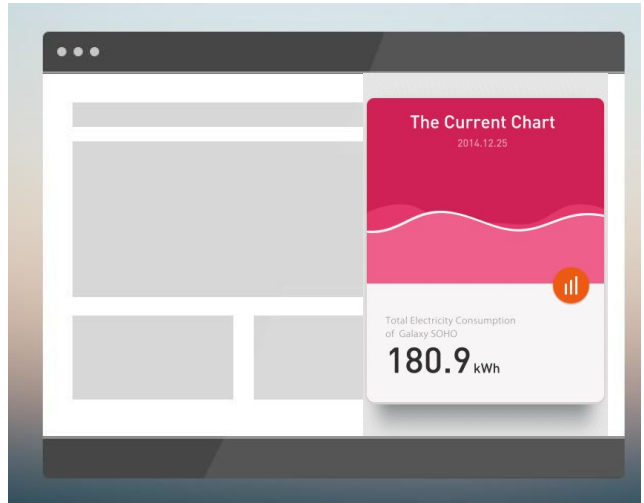 The Current Chart
2014.12.25
Total Electricity Consumption
of Galaxy SOHO
180.9 kWh